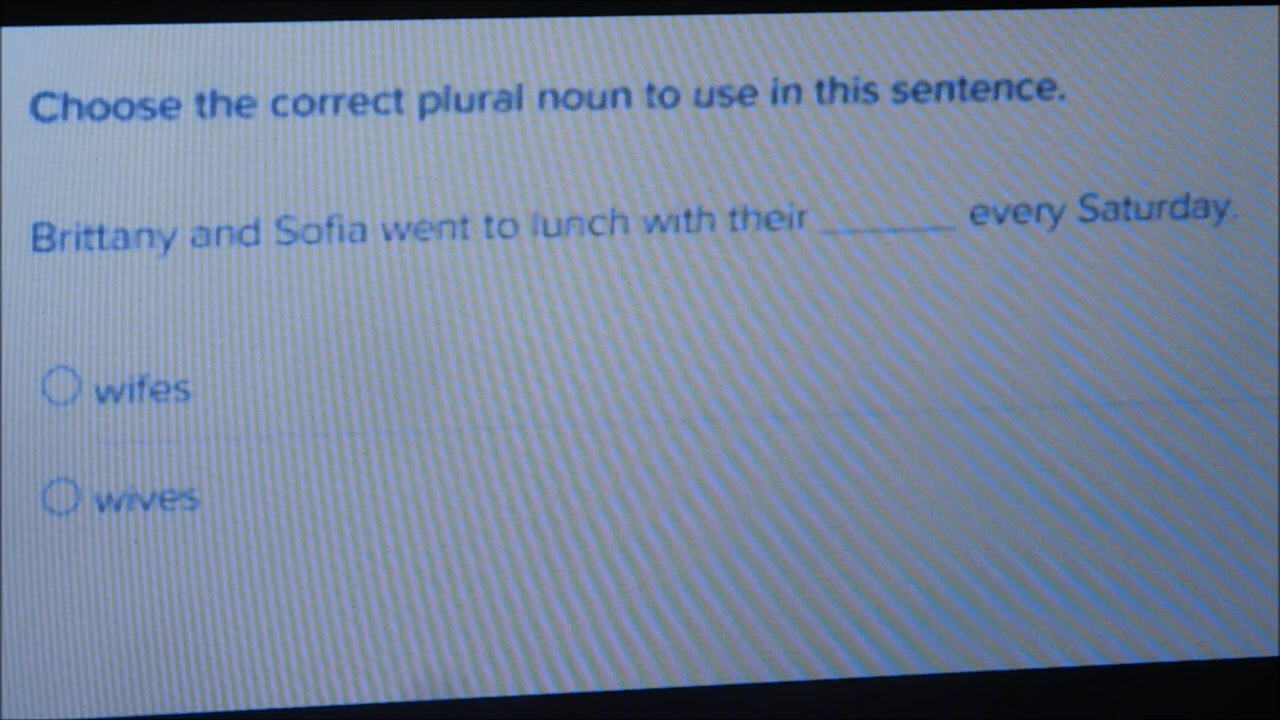 Choose the correct plural noun to use in this sentence.
Brittany and Sofia went to lunch with their ______ every Saturday.
wifes
wives